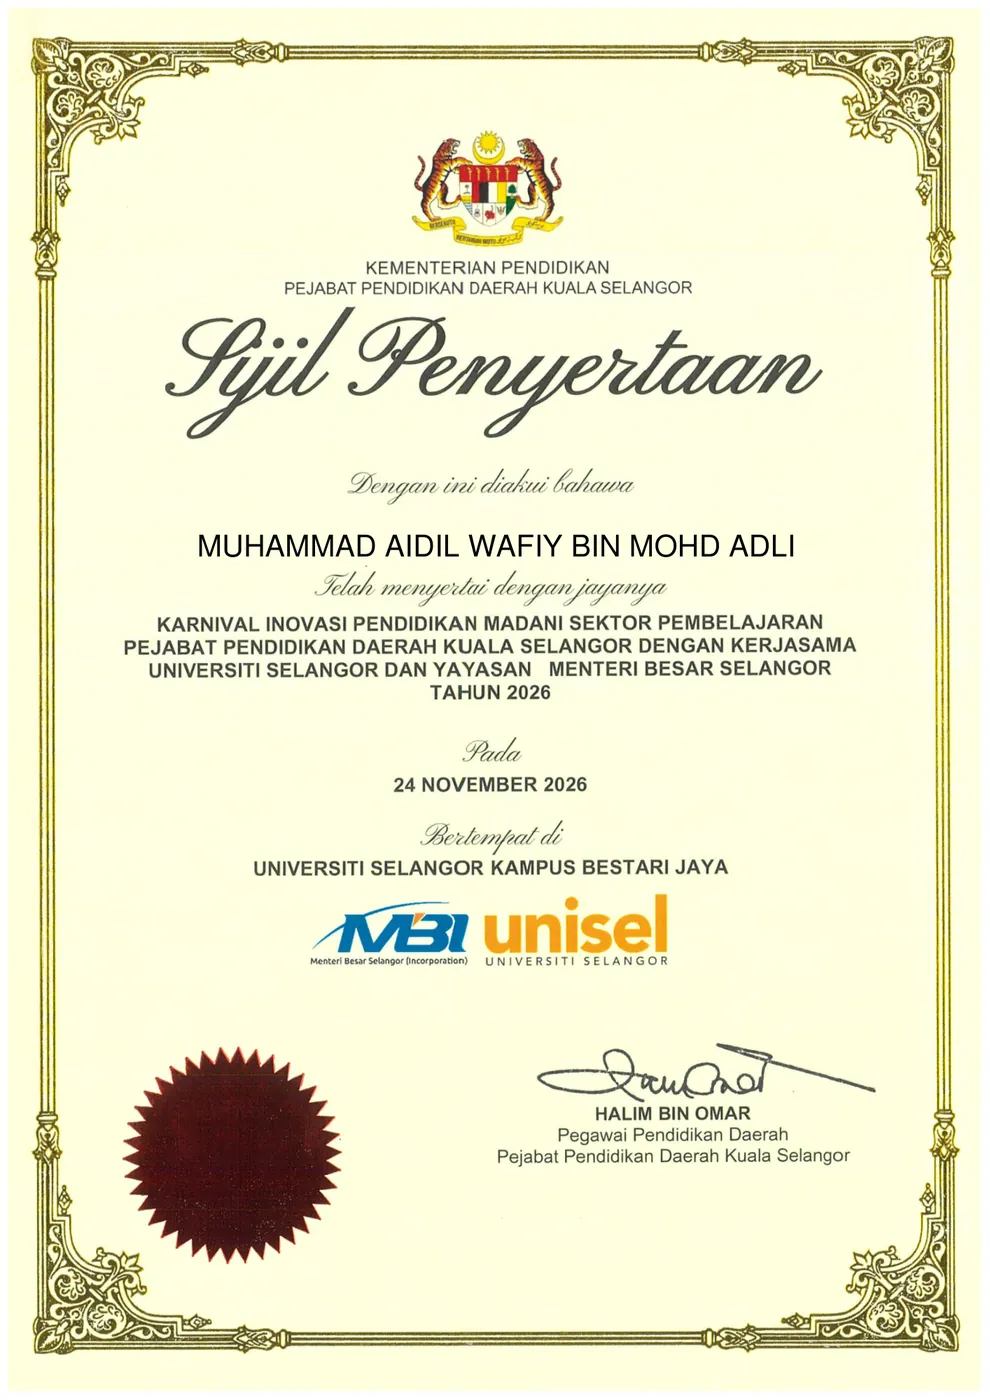 KEMENTERIAN PENDIDIKAN
PEJABAT PENDIDIKAN DAERAH KUALA SELANGOR
Sijil Penyertaan
Dengan ini diakui bahawa
MUHAMMAD AIDIL WAFIY BIN MOHD ADLI
Telah menyertai dengan jayanya
KARNIVAL INOVASI PENDIDIKAN MADANI SEKTOR PEMBELAJARAN
PEJABAT PENDIDIKAN DAERAH KUALA SELANGOR DENGAN KERJASAMA
UNIVERSITI SELANGOR DAN YAYASAN MENTERI BESAR SELANGOR
TAHUN 2026
Pada
24 NOVEMBER 2026
Bertempat di
UNIVERSITI SELANGOR KAMPUS BESTARI JAYA
MBI unisel
Menteri Besar Selangor (Incorporation) UNIVERSITI SELANGOR
HALIM BIN OMAR
Pegawai Pendidikan Daerah
Pejabat Pendidikan Daerah Kuala Selangor